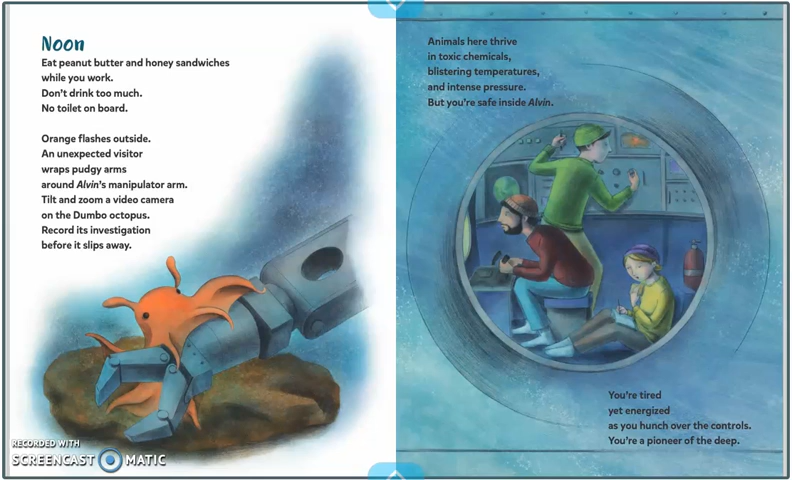 Noon
Eat peanut butter and honey sandwiches
while you work.
Don't drink too much.
No toilet on board.
Orange flashes outside.
An unexpected visitor
wraps pudgy arms
around Alvin's manipulator arm.
Tilt and zoom a video camera
on the Dumbo octopus.
Record its investigation
before it slips away.
RECORDED WITH
SCREENCAST MATIC
Animals here thrive
in toxic chemicals,
blistering temperatures,
and intense pressure.
But you're safe inside Alvin.
You're tired
yet energized
as you hunch over the controls.
You're a pioneer of the deep.